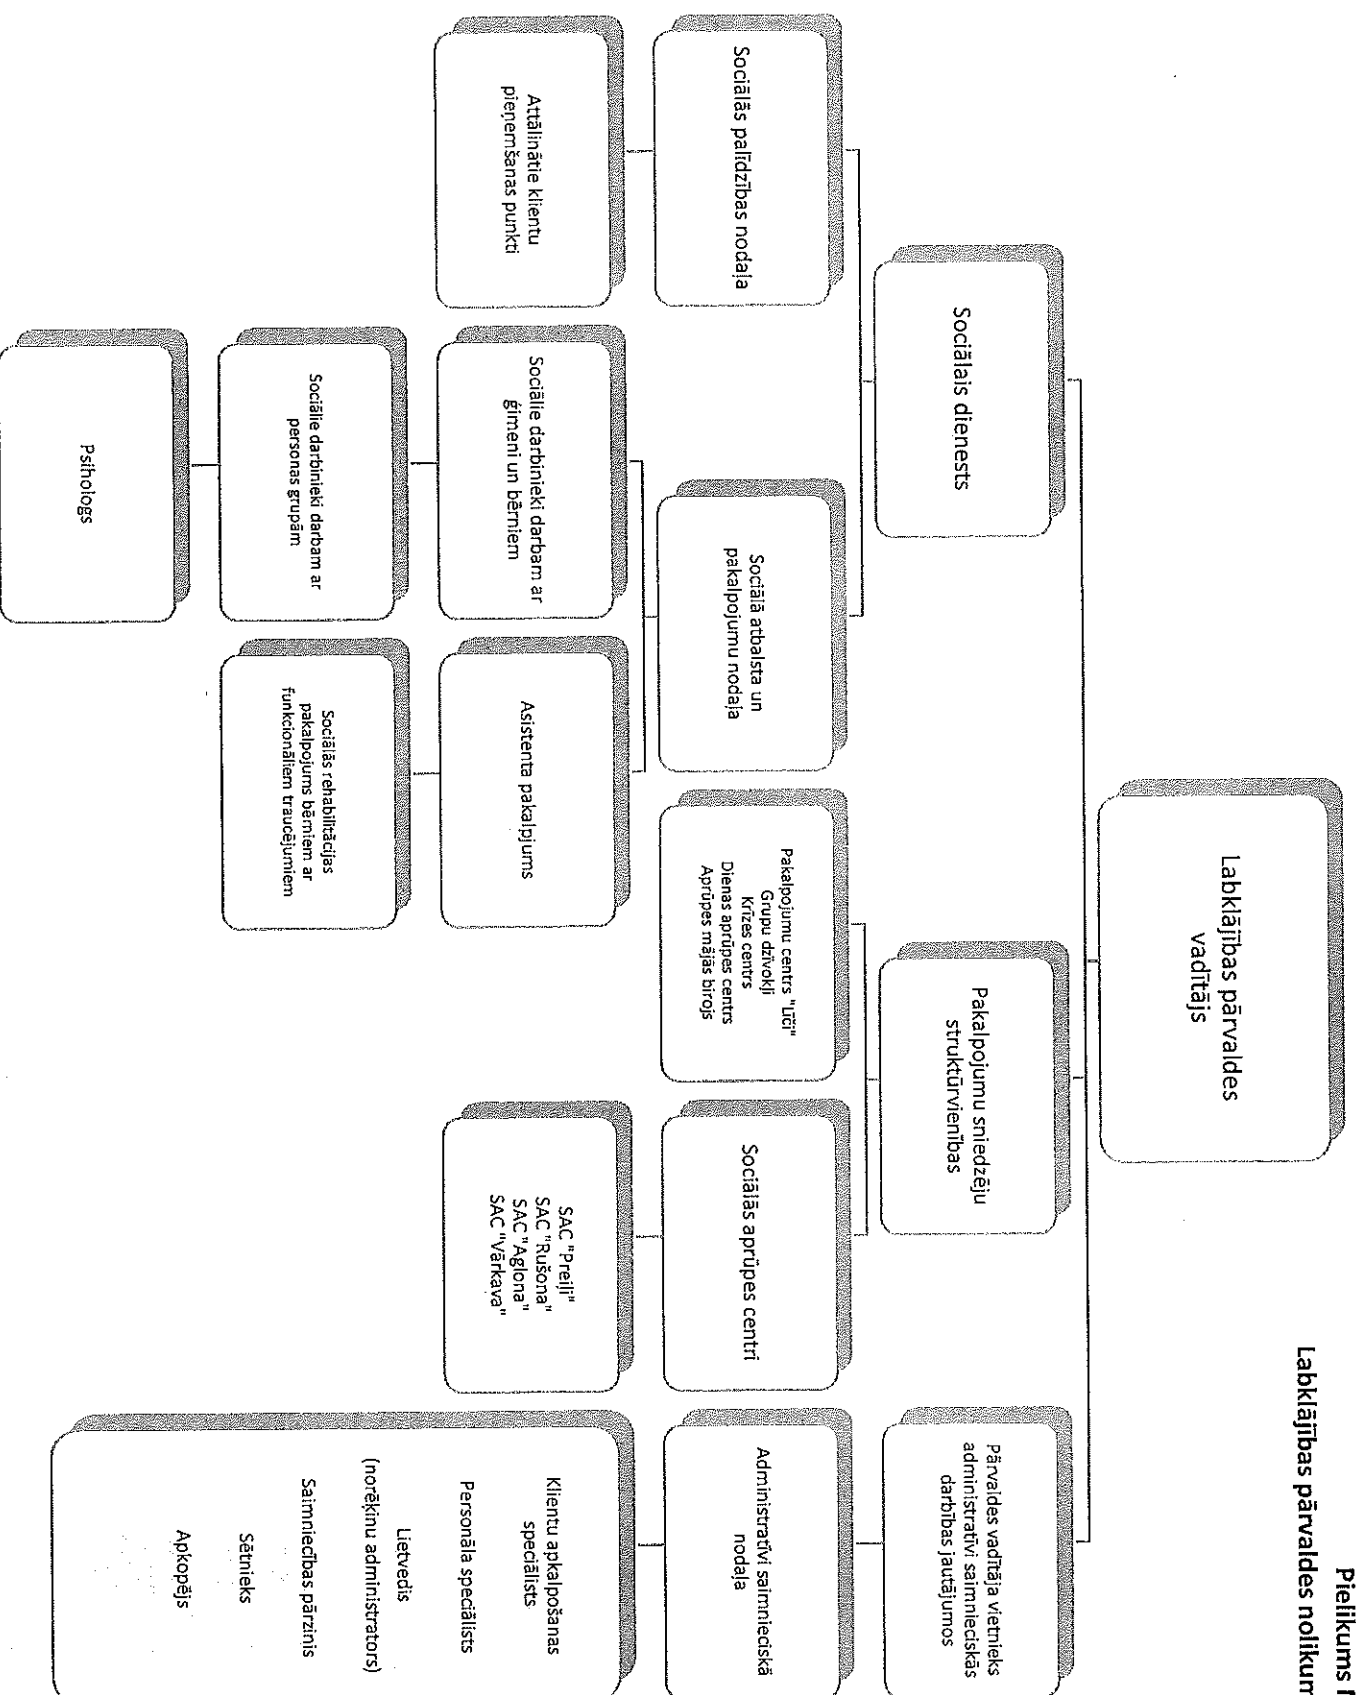 Pielikums
Labklājības pārvaldes
Labklājības pārvaldes
vadītājs
Sociālais dienests
Pakalpojumu sniedzēju
struktūrvienības
Pārvaldes vadītāja vietnieks
administratīvi saimnieciskās
darbības jautājumos
Sociālās palīdzības nodaļa
Sociālā atbalsta un
pakalpojumu nodaļa
Pakalpojumu centrs "Līči"
Grupu dzīvokļi
Krīzes centrs
Dienas aprūpes centrs
Aprūpes mājās birojs
Sociālās aprūpes centri
Administratīvi saimnieciskā
nodaļa
Attālinātie klientu
pieņemšanas punkti
Sociālie darbinieki darbam ar
ģimeni un bērniem
Asistenta pakalpjums
SAC "Preiļi"
SAC "Rušona"
SAC "Aglona"
SAC "Vārkava"
Klientu apkalpošanas
speciālists
Personāla speciālists
Lietvedis
(norēķinu administrators)
Saimniecības pārzinis
Sētnieks
Apkopējs
Sociālie darbinieki darbam ar
personas grupām
Sociālās rehabilitācijas
pakalpojums bērniem ar
funkcionāliem traucējumiem
Psihologs